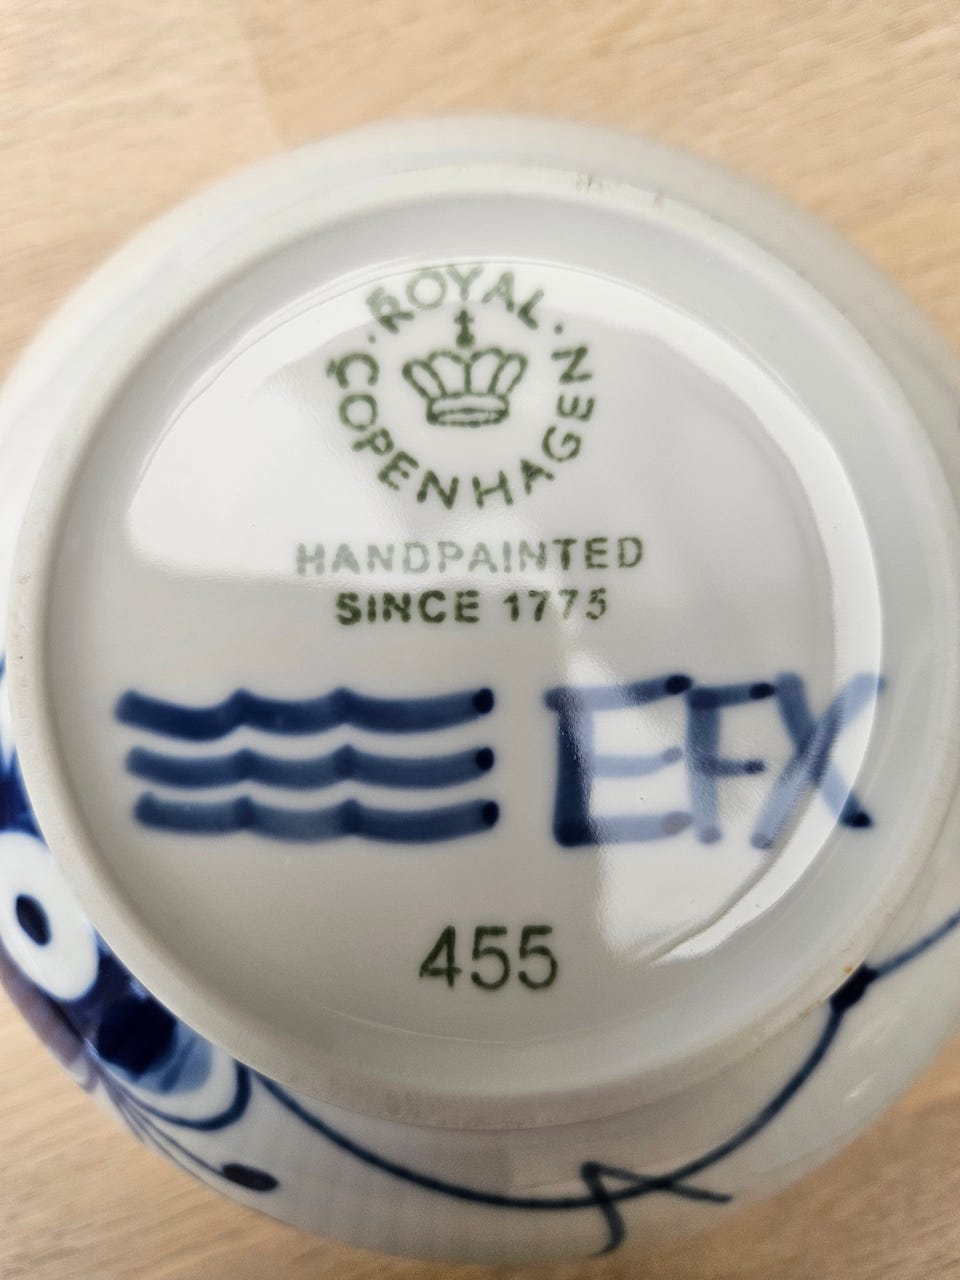 ROYAL
COPENHAGEN
HANDPAINTED
SINCE 1775
EFX
455